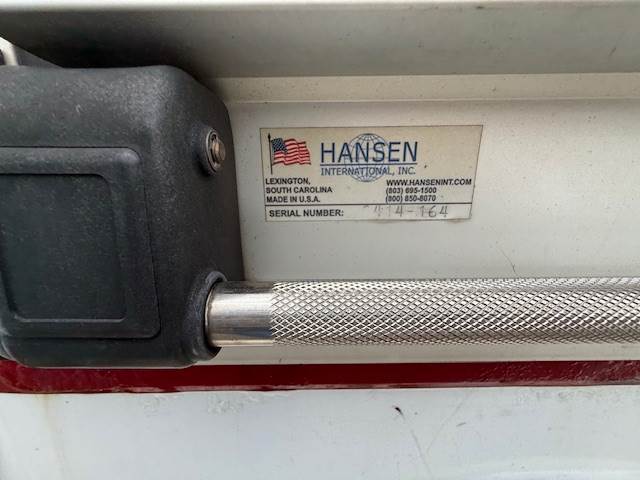 HANSEN
INTERNATIONAL, INC.
LEXINGTON,
SOUTH CAROLINA
MADE IN U.S.A.
WWW.HANSENINT.COM
(803) 695-1500
(800) 850-8070
SERIAL NUMBER: